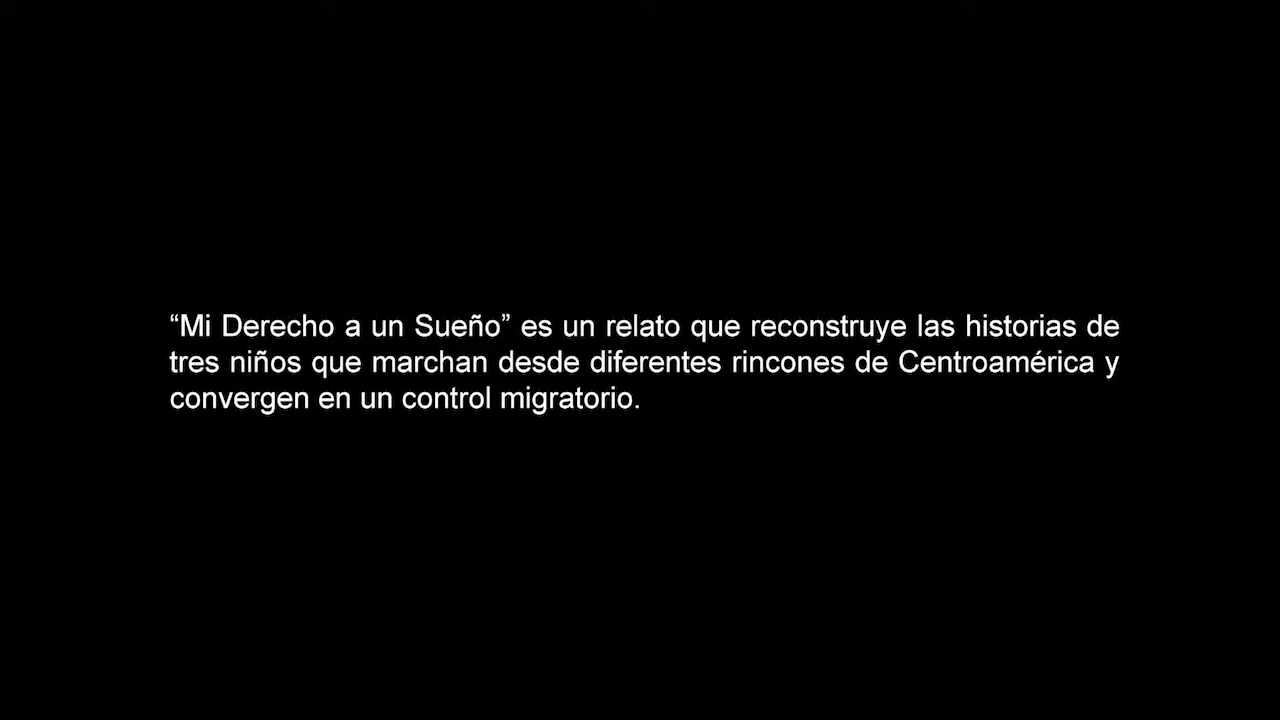 “Mi Derecho a un Sueño” es un relato que reconstruye las historias de
tres niños que marchan desde diferentes rincones de Centroamérica y
convergen en un control migratorio.